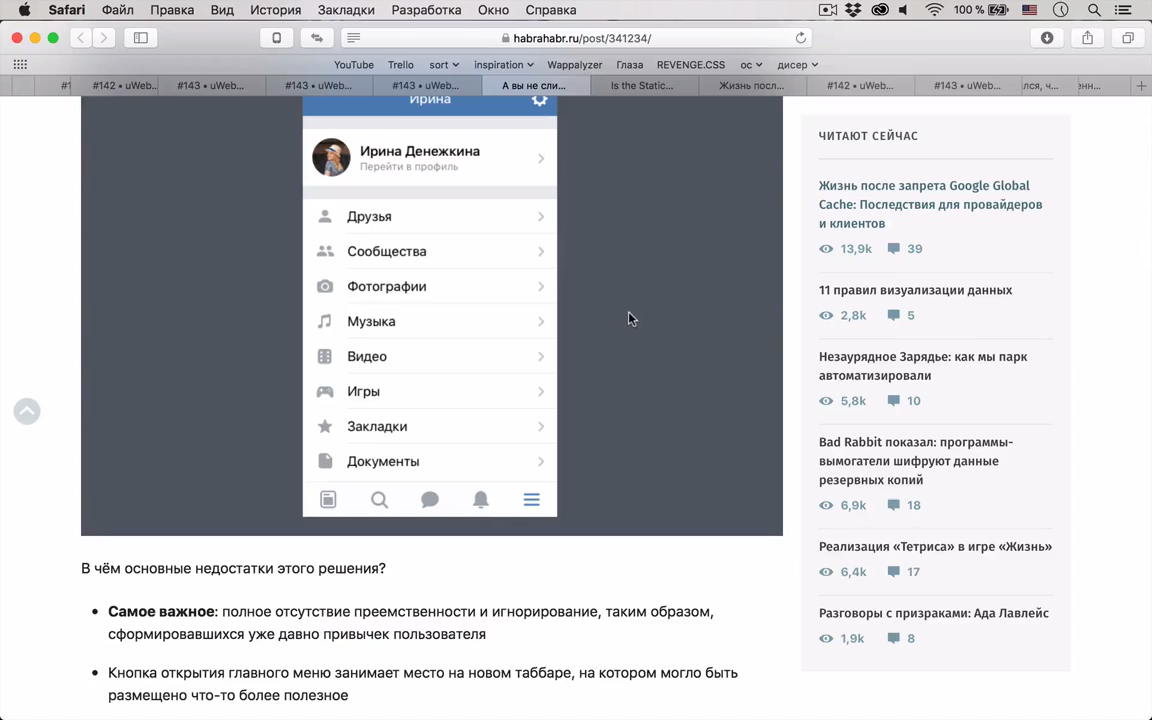 Safari Файл Правка Вид История Закладки Разработка Окно Справка 100 %
habrahabr.ru/post/341234/
YouTube Trello sort inspiration Wappalyzer Глаза REVENGE.CSS ос дисер
#1 #142 • uWeb... #143 • uWeb... #143 • uWeb... #143 • uWeb... А вы не сли... Is the Static... Жизнь посл... #142 • uWeb... #143 • uWeb... лся, ч... енн...
Ирина
Ирина Денежкина
Перейти в профиль
Друзья
Сообщества
Фотографии
Музыка
Видео
Игры
Закладки
Документы
В чём основные недостатки этого решения?
• Самое важное: полное отсутствие преемственности и игнорирование, таким образом,
сформировавшихся уже давно привычек пользователя
• Кнопка открытия главного меню занимает место на новом таббаре, на котором могло быть
размещено что-то более полезное
ЧИТАЮТ СЕЙЧАС
Жизнь после запрета Google Global
Cache: Последствия для провайдеров
и клиентов
13,9k 39
11 правил визуализации данных
2,8k 5
Незаурядное Зарядье: как мы парк
автоматизировали
5,8k 10
Bad Rabbit показал: программы-
вымогатели шифруют данные
резервных копий
6,9k 18
Реализация «Тетриса» в игре «Жизнь»
6,4k 17
Разговоры с призраками: Ада Лавлейс
1,9k 8